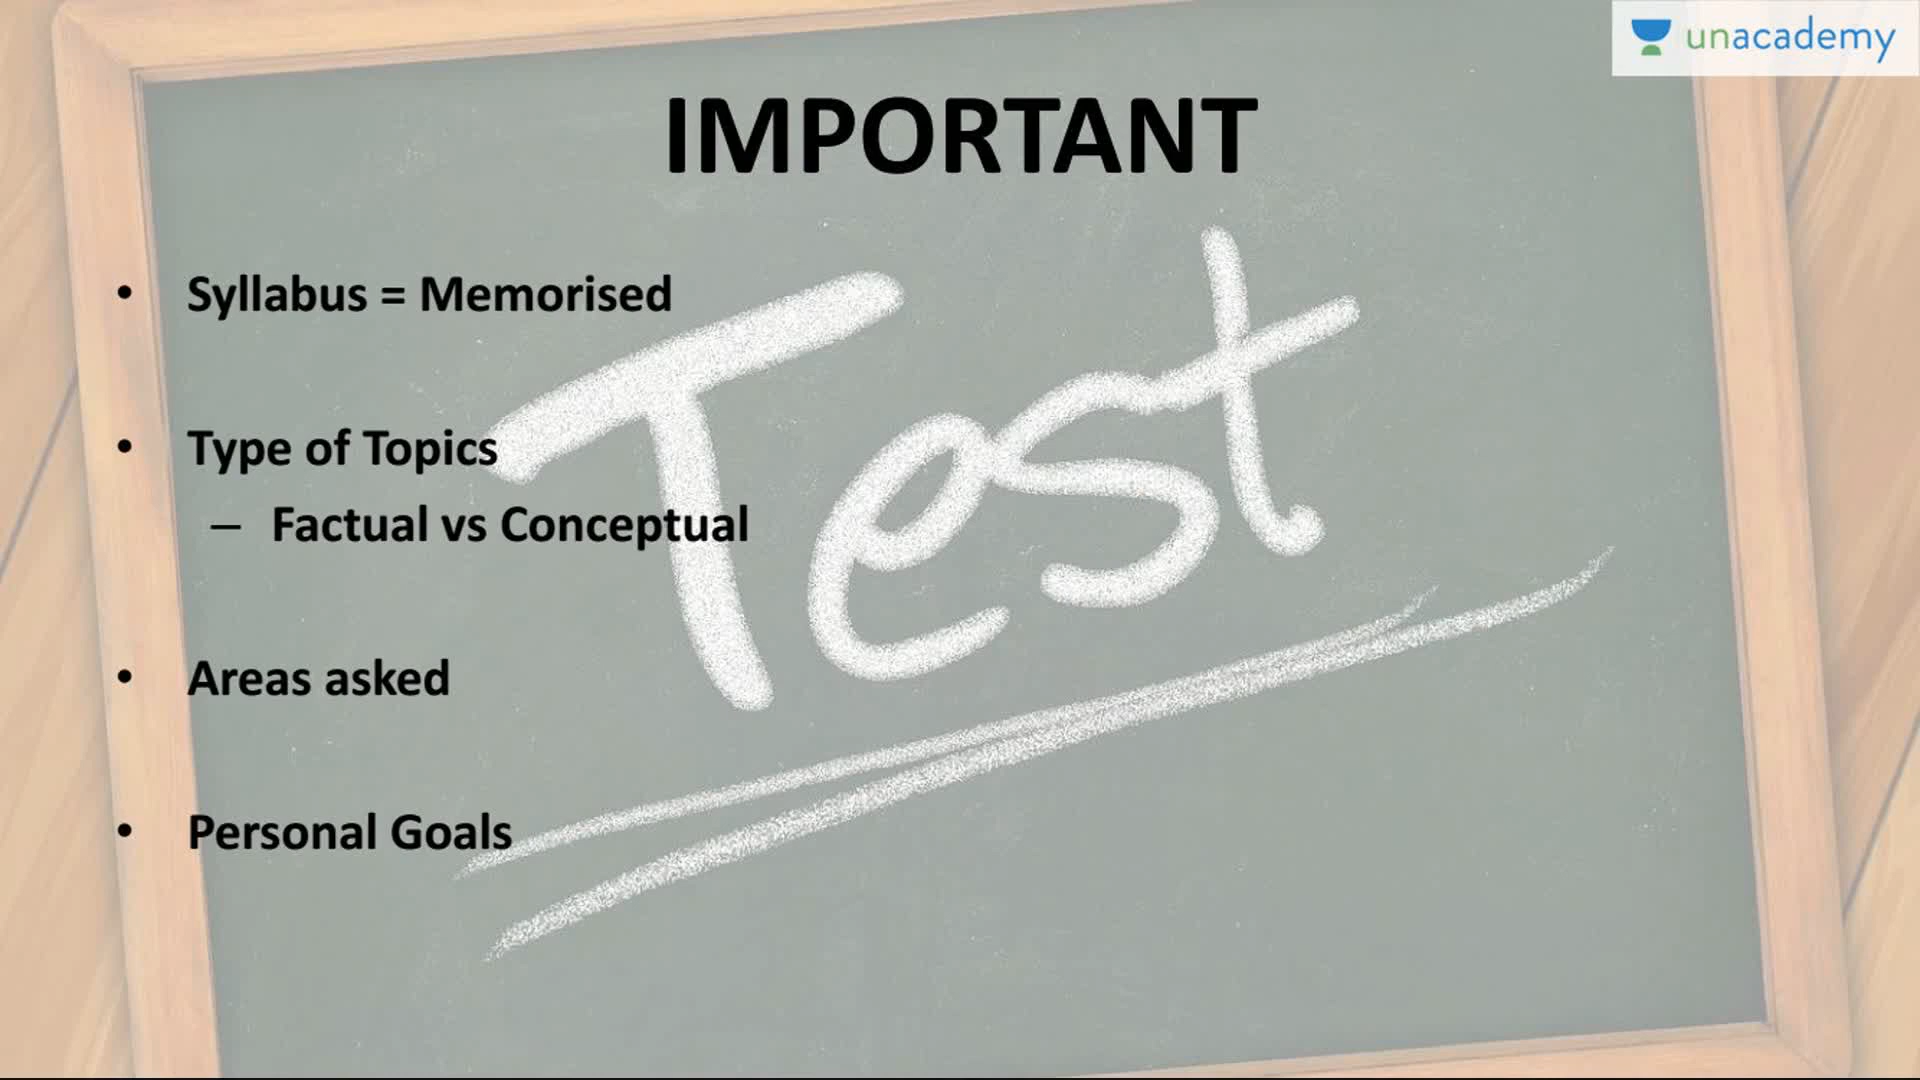 unacademy
IMPORTANT
• Syllabus = Memorised
• Type of Topics
– Factual vs Conceptual
• Areas asked
• Personal Goals
Test